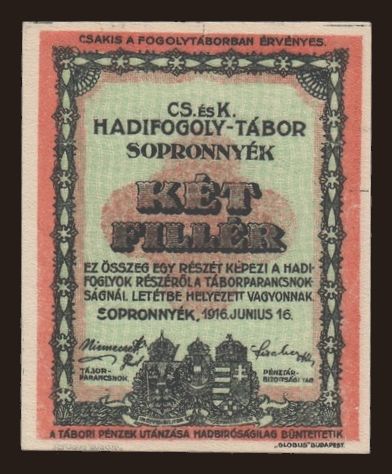 CSAKIS A FOGOLYTÁBORBAN ÉRVÉNYES.
CS. ÉS K.
HADIFOGOLY-TÁBOR
SOPRONNYÉK
KÉT
FILLÉR
EZ ÖSSZEG EGY RÉSZÉT KÉPEZI A HADI-
FOGLYOK RÉSZÉRŐL A TÁBORPARANCSNOK-
SÁGNÁL LETÉTBE HELYEZETT VAGYONNAK.
SOPRONNYÉK, 1916. JUNIUS 16.
TÁBOR-
PARANCSNOK.
PÉNZTÁR-
BIZOTTSÁGI TAG.
A TÁBORI PÉNZEK UTÁNZÁSA HADBIRÓSÁGILAG BÜNTETTETIK.
„GLOBUS" BUDAPEST.